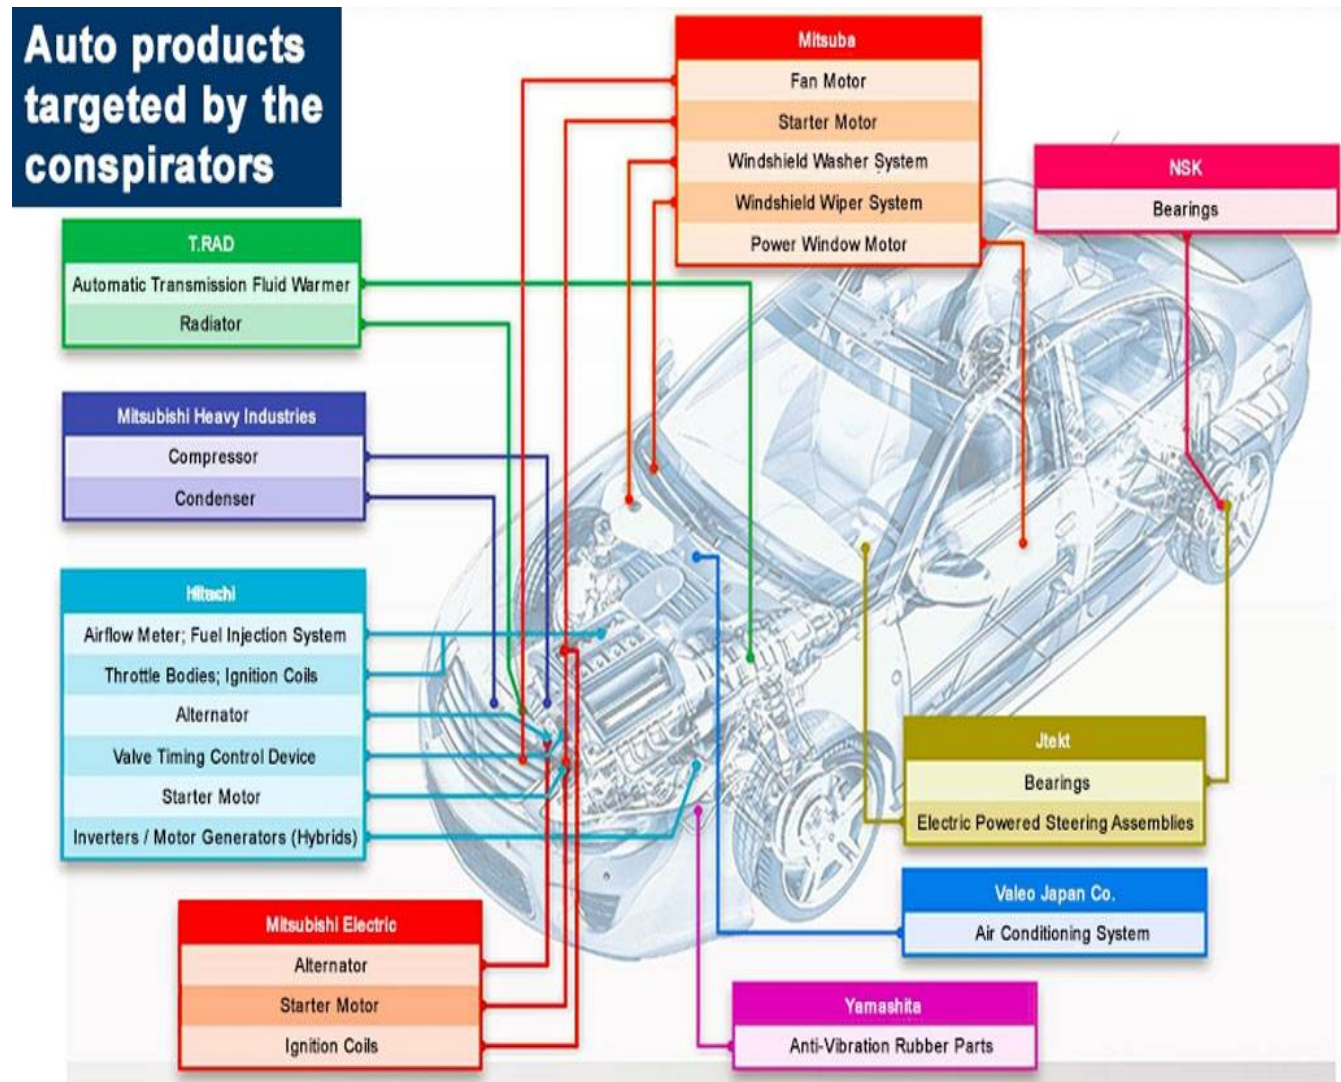 Auto products
targeted by the
conspirators
Mitsuba
Fan Motor
Starter Motor
Windshield Washer System
Windshield Wiper System
Power Window Motor
NSK
Bearings
T.RAD
Automatic Transmission Fluid Warmer
Radiator
Mitsubishi Heavy Industries
Compressor
Condenser
Hitachi
Airflow Meter; Fuel Injection System
Throttle Bodies; Ignition Coils
Alternator
Valve Timing Control Device
Starter Motor
Inverters / Motor Generators (Hybrids)
Jtekt
Bearings
Electric Powered Steering Assemblies
Valeo Japan Co.
Air Conditioning System
Mitsubishi Electric
Alternator
Starter Motor
Ignition Coils
Yamashita
Anti-Vibration Rubber Parts